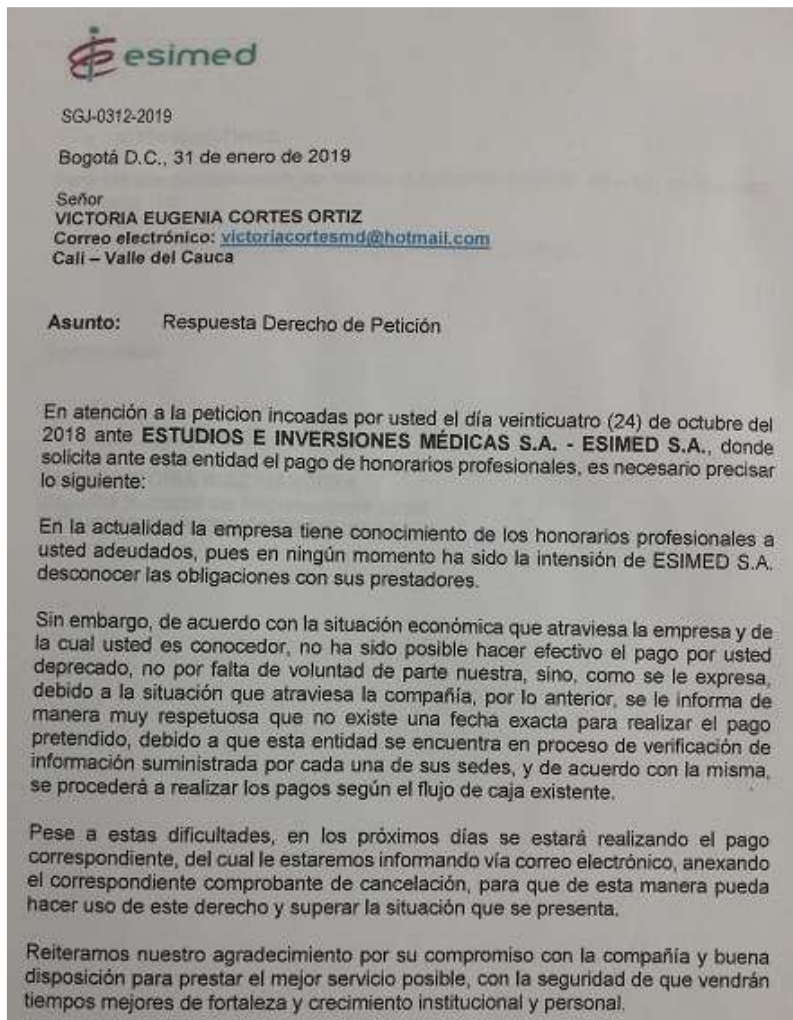 esimed
SGJ-0312-2019
Bogotá D.C., 31 de enero de 2019
Señor
VICTORIA EUGENIA CORTES ORTIZ
Correo electrónico: victoriacortesmd@hotmail.com
Cali – Valle del Cauca
Asunto: Respuesta Derecho de Petición
En atención a la peticion incoadas por usted el día veinticuatro (24) de octubre del
2018 ante ESTUDIOS E INVERSIONES MÉDICAS S.A. - ESIMED S.A., donde
solicita ante esta entidad el pago de honorarios profesionales, es necesario precisar
lo siguiente:
En la actualidad la empresa tiene conocimiento de los honorarios profesionales a
usted adeudados, pues en ningún momento ha sido la intensión de ESIMED S.A.
desconocer las obligaciones con sus prestadores.
Sin embargo, de acuerdo con la situación económica que atraviesa la empresa y de
la cual usted es conocedor, no ha sido posible hacer efectivo el pago por usted
deprecado, no por falta de voluntad de parte nuestra, sino, como se le expresa,
debido a la situación que atraviesa la compañía, por lo anterior, se le informa de
manera muy respetuosa que no existe una fecha exacta para realizar el pago
pretendido, debido a que esta entidad se encuentra en proceso de verificación de
información suministrada por cada una de sus sedes, y de acuerdo con la misma,
se procederá a realizar los pagos según el flujo de caja existente.
Pese a estas dificultades, en los próximos días se estará realizando el pago
correspondiente, del cual le estaremos informando vía correo electrónico, anexando
el correspondiente comprobante de cancelación, para que de esta manera pueda
hacer uso de este derecho y superar la situación que se presenta.
Reiteramos nuestro agradecimiento por su compromiso con la compañía y buena
disposición para prestar el mejor servicio posible, con la seguridad de que vendrán
tiempos mejores de fortaleza y crecimiento institucional y personal.